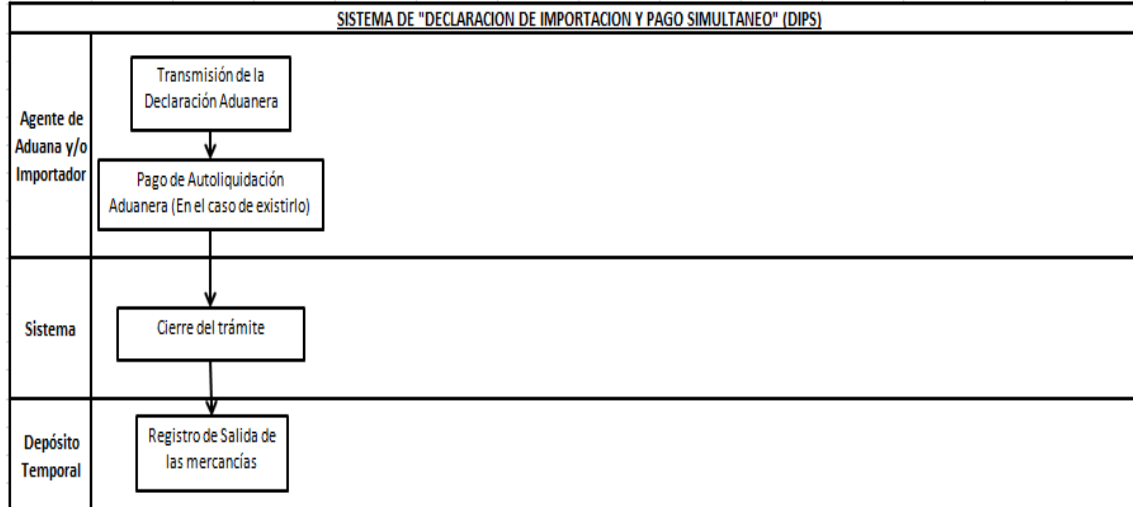 SISTEMA DE "DECLARACION DE IMPORTACION Y PAGO SIMULTANEO" (DIPS)
Agente de
Aduana y/o
Importador
Transmisión de la
Declaración Aduanera
Pago de Autoliquidación
Aduanera (En el caso de existirlo)
Sistema
Cierre del trámite
Depósito
Temporal
Registro de Salida de
las mercancías